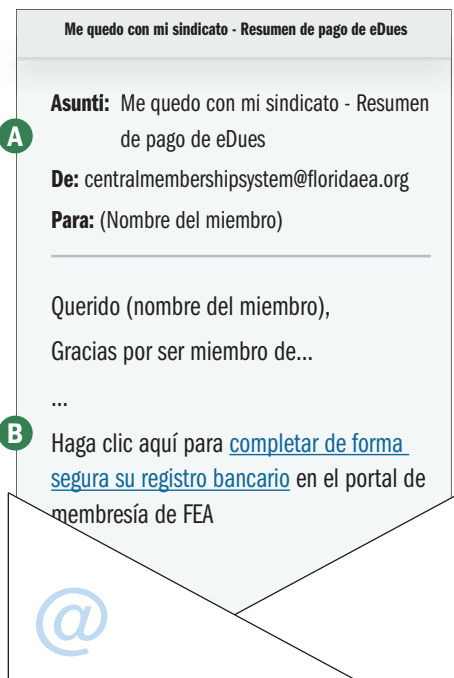 Me quedo con mi sindicato - Resumen de pago de eDues
A
Asunti: Me quedo con mi sindicato - Resumen
de pago de eDues
De: centralmembershipsystem@floridaea.org
Para: (Nombre del miembro)
Querido (nombre del miembro),
Gracias por ser miembro de...
...
B
Haga clic aquí para completar de forma
segura su registro bancario en el portal de
membresía de FEA
@